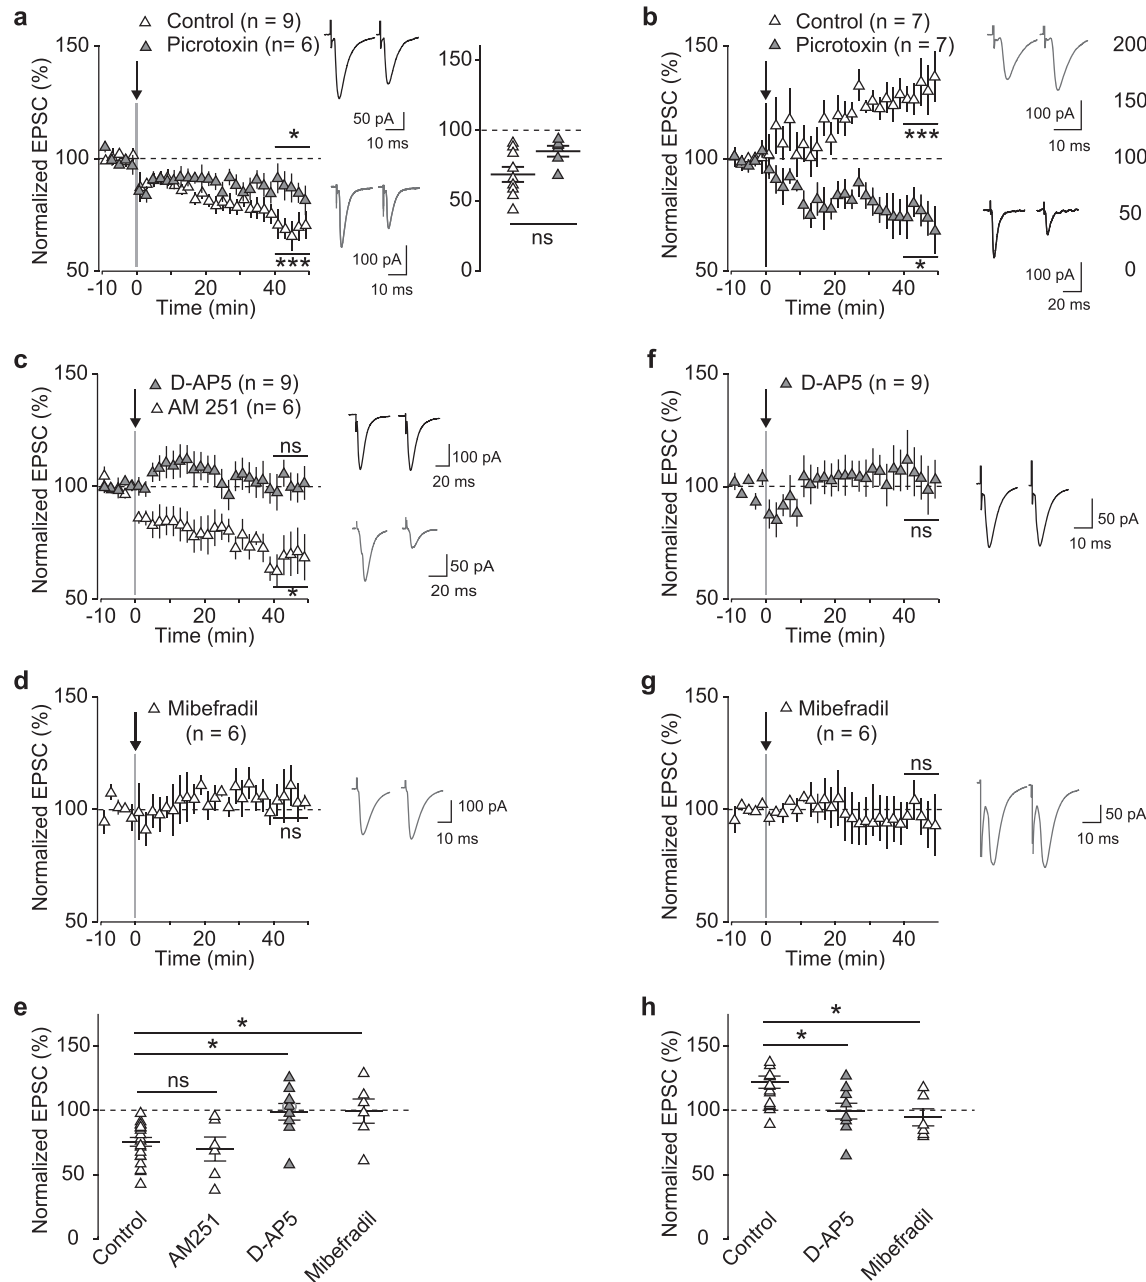 a
Control (n = 9)
Picrotoxin (n= 6)
Normalized EPSC (%)
150
100
50
*
***
-10 0 20 40
Time (min)
50 pA
10 ms
100 pA
10 ms
150
100
50
0
ns
b
Control (n = 7)
Picrotoxin (n = 7)
Normalized EPSC (%)
150
100
50
***
*
-10 0 20 40
Time (min)
100 pA
10 ms
100 pA
20 ms
200
150
100
50
0
c
D-AP5 (n = 9)
AM 251 (n= 6)
Normalized EPSC (%)
150
100
50
ns
*
-10 0 20 40
Time (min)
100 pA
20 ms
50 pA
20 ms
f
D-AP5 (n = 9)
Normalized EPSC (%)
150
100
50
ns
-10 0 20 40
Time (min)
50 pA
10 ms
d
Mibefradil
(n = 6)
Normalized EPSC (%)
150
100
50
ns
-10 0 20 40
Time (min)
100 pA
10 ms
g
Mibefradil
(n = 6)
Normalized EPSC (%)
150
100
50
ns
-10 0 20 40
Time (min)
50 pA
10 ms
e
Normalized EPSC (%)
150
100
50
0
*
*
ns
Control
AM251
D-AP5
Mibefradil
h
Normalized EPSC (%)
150
100
50
0
*
*
Control
D-AP5
Mibefradil